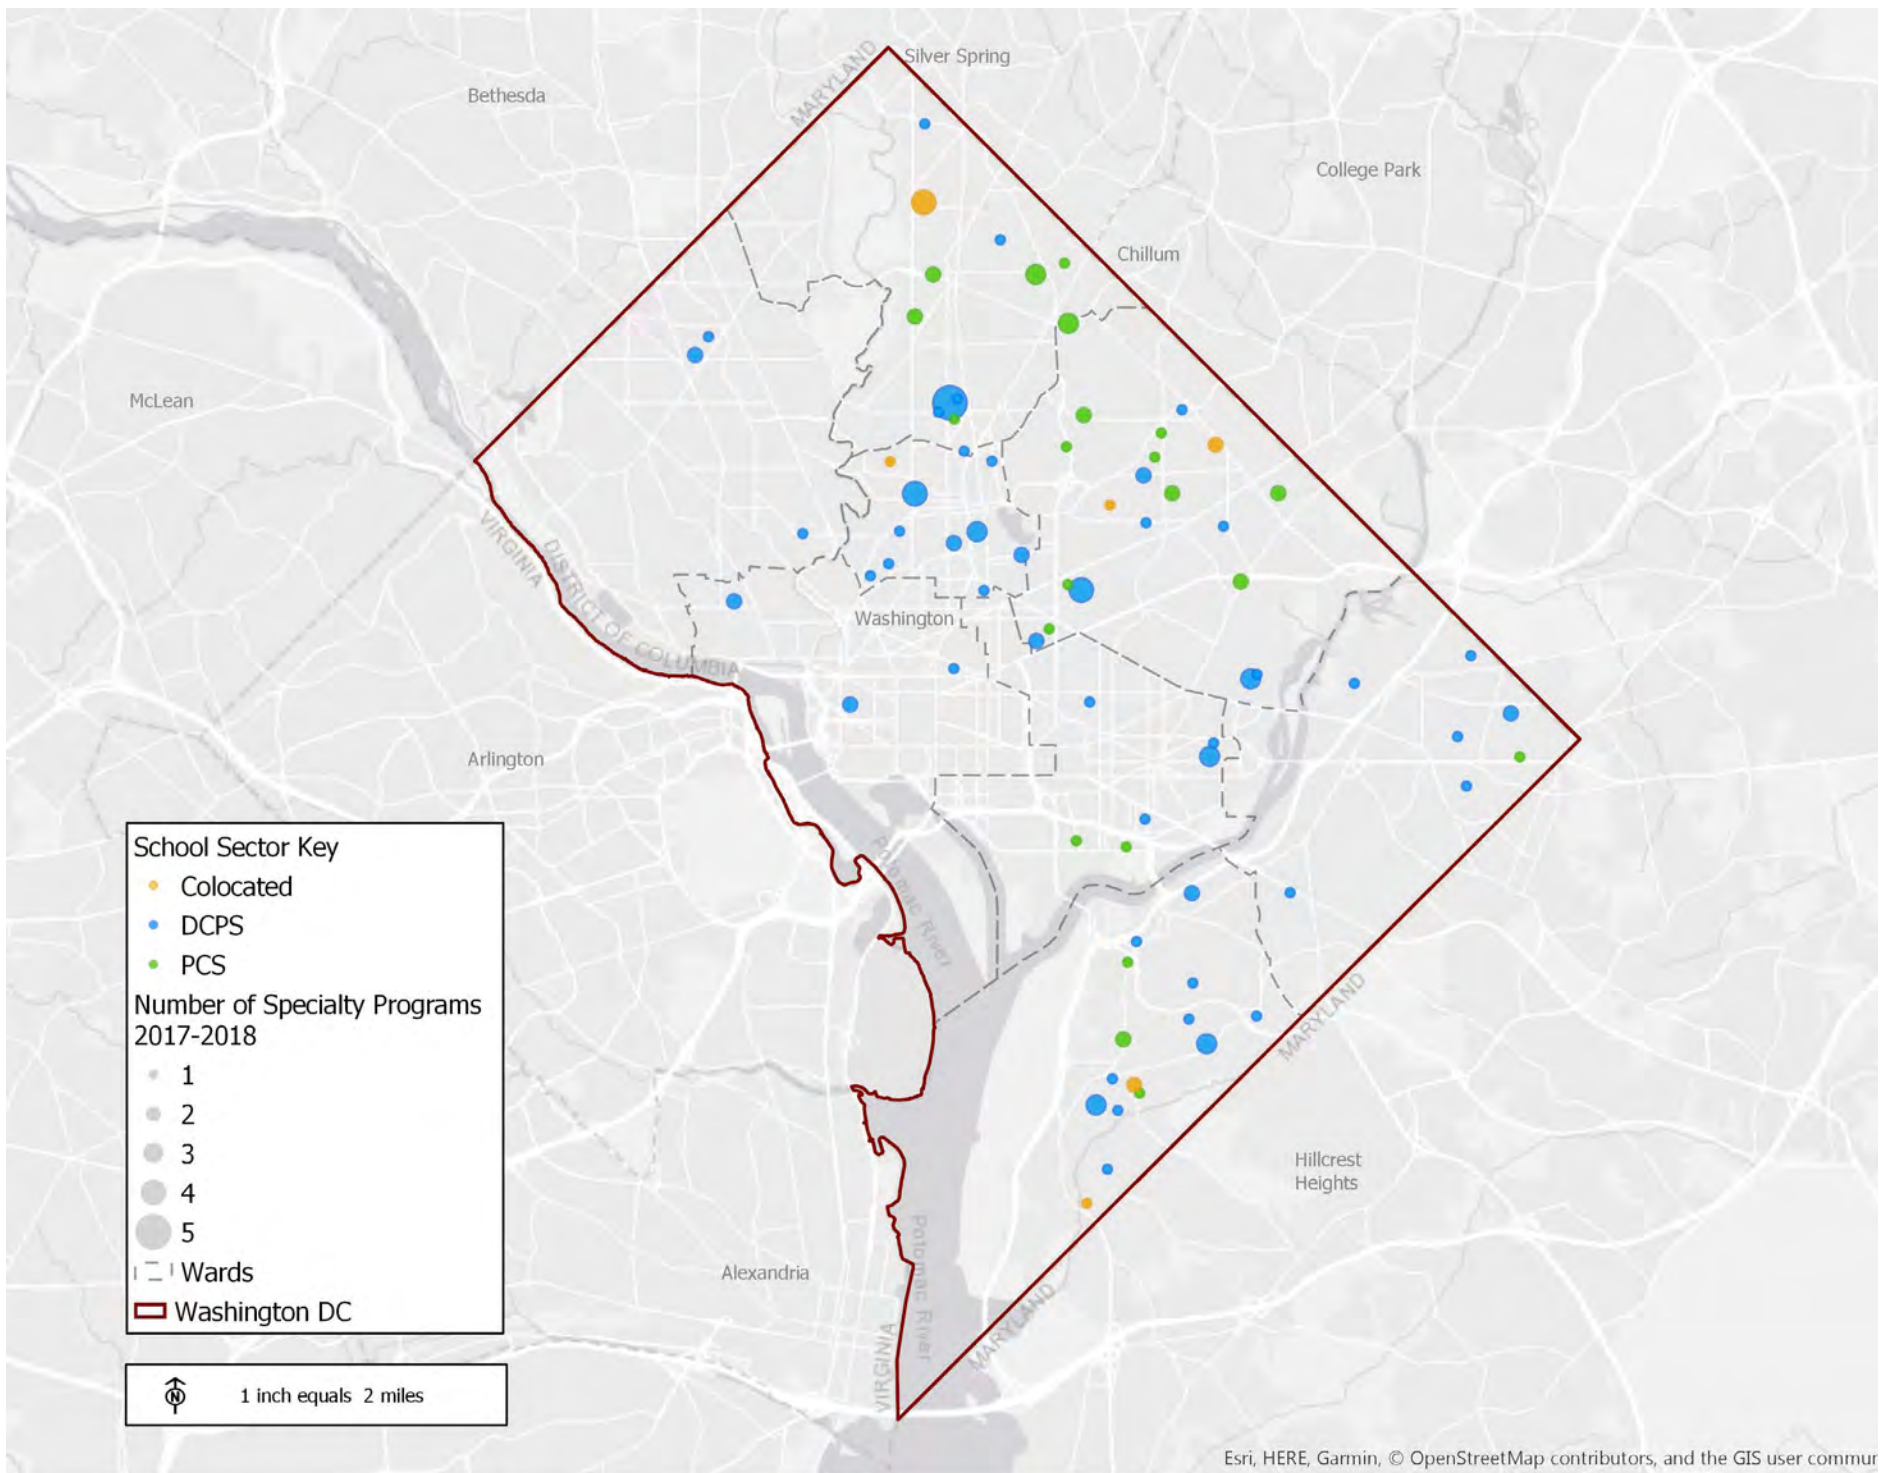 Silver Spring
MARYLAND
Bethesda
College Park
Chillum
McLean
VIRGINIA
DISTRICT OF COLUMBIA
Washington
Arlington
Potomac River
School Sector Key
Colocated
DCPS
PCS
Number of Specialty Programs
2017-2018
1
2
3
4
5
Wards
Washington DC
MARYLAND
Hillcrest
Heights
Alexandria
Potomac River
MARYLAND
VIRGINIA
N
1 inch equals 2 miles
Esri, HERE, Garmin, © OpenStreetMap contributors, and the GIS user commun